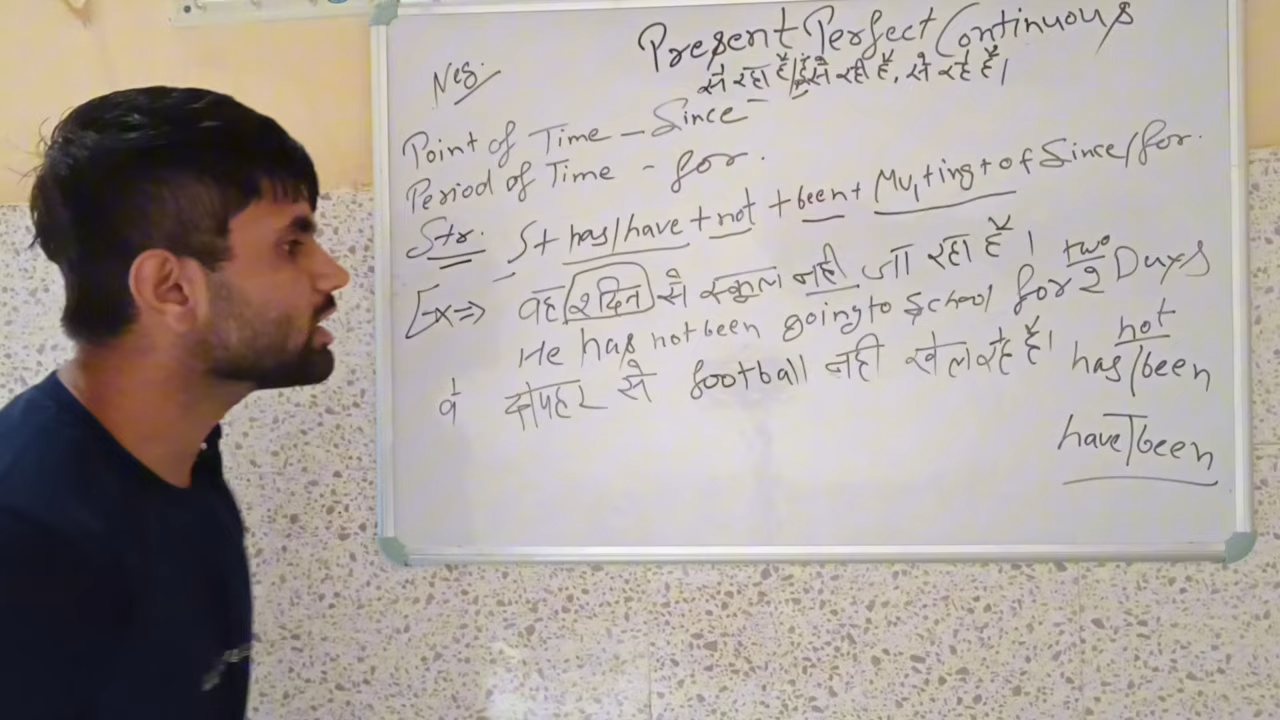 Present Perfect Continuous
Neg.
से रहा है, से रही है, से रहे हैं।
Point of Time - Since
Period of Time - for.
Str. S + has/have + not + been + Mv₁ + ing + of Since/for.
Ex⇒ वह २ दिन से स्कूल नही जा रहा है।
two
He has not been going to School for 2 Days
वे दोपहर से football नही खेल रहे हैं।
not
has/been
have/been